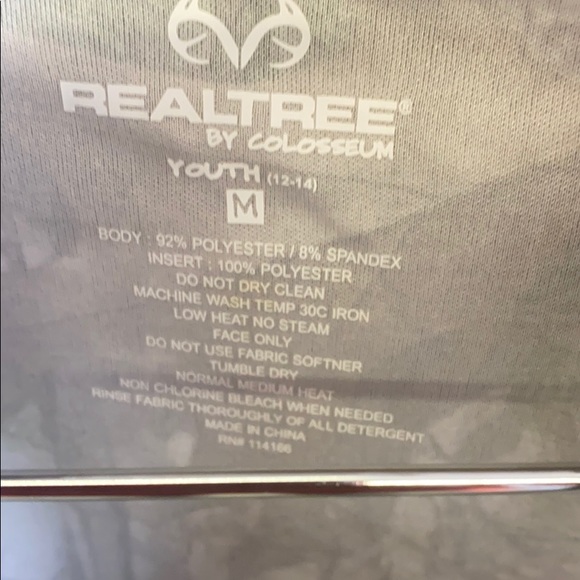 REALTREE®
BY COLOSSEUM
YOUTH (12-14)
M
BODY : 92% POLYESTER / 8% SPANDEX
INSERT : 100% POLYESTER
DO NOT DRY CLEAN
MACHINE WASH TEMP 30C IRON
LOW HEAT NO STEAM
FACE ONLY
DO NOT USE FABRIC SOFTNER
TUMBLE DRY
NORMAL MEDIUM HEAT
NON CHLORINE BLEACH WHEN NEEDED
RINSE FABRIC THOROUGHLY OF ALL DETERGENT
MADE IN CHINA
RN# 114166